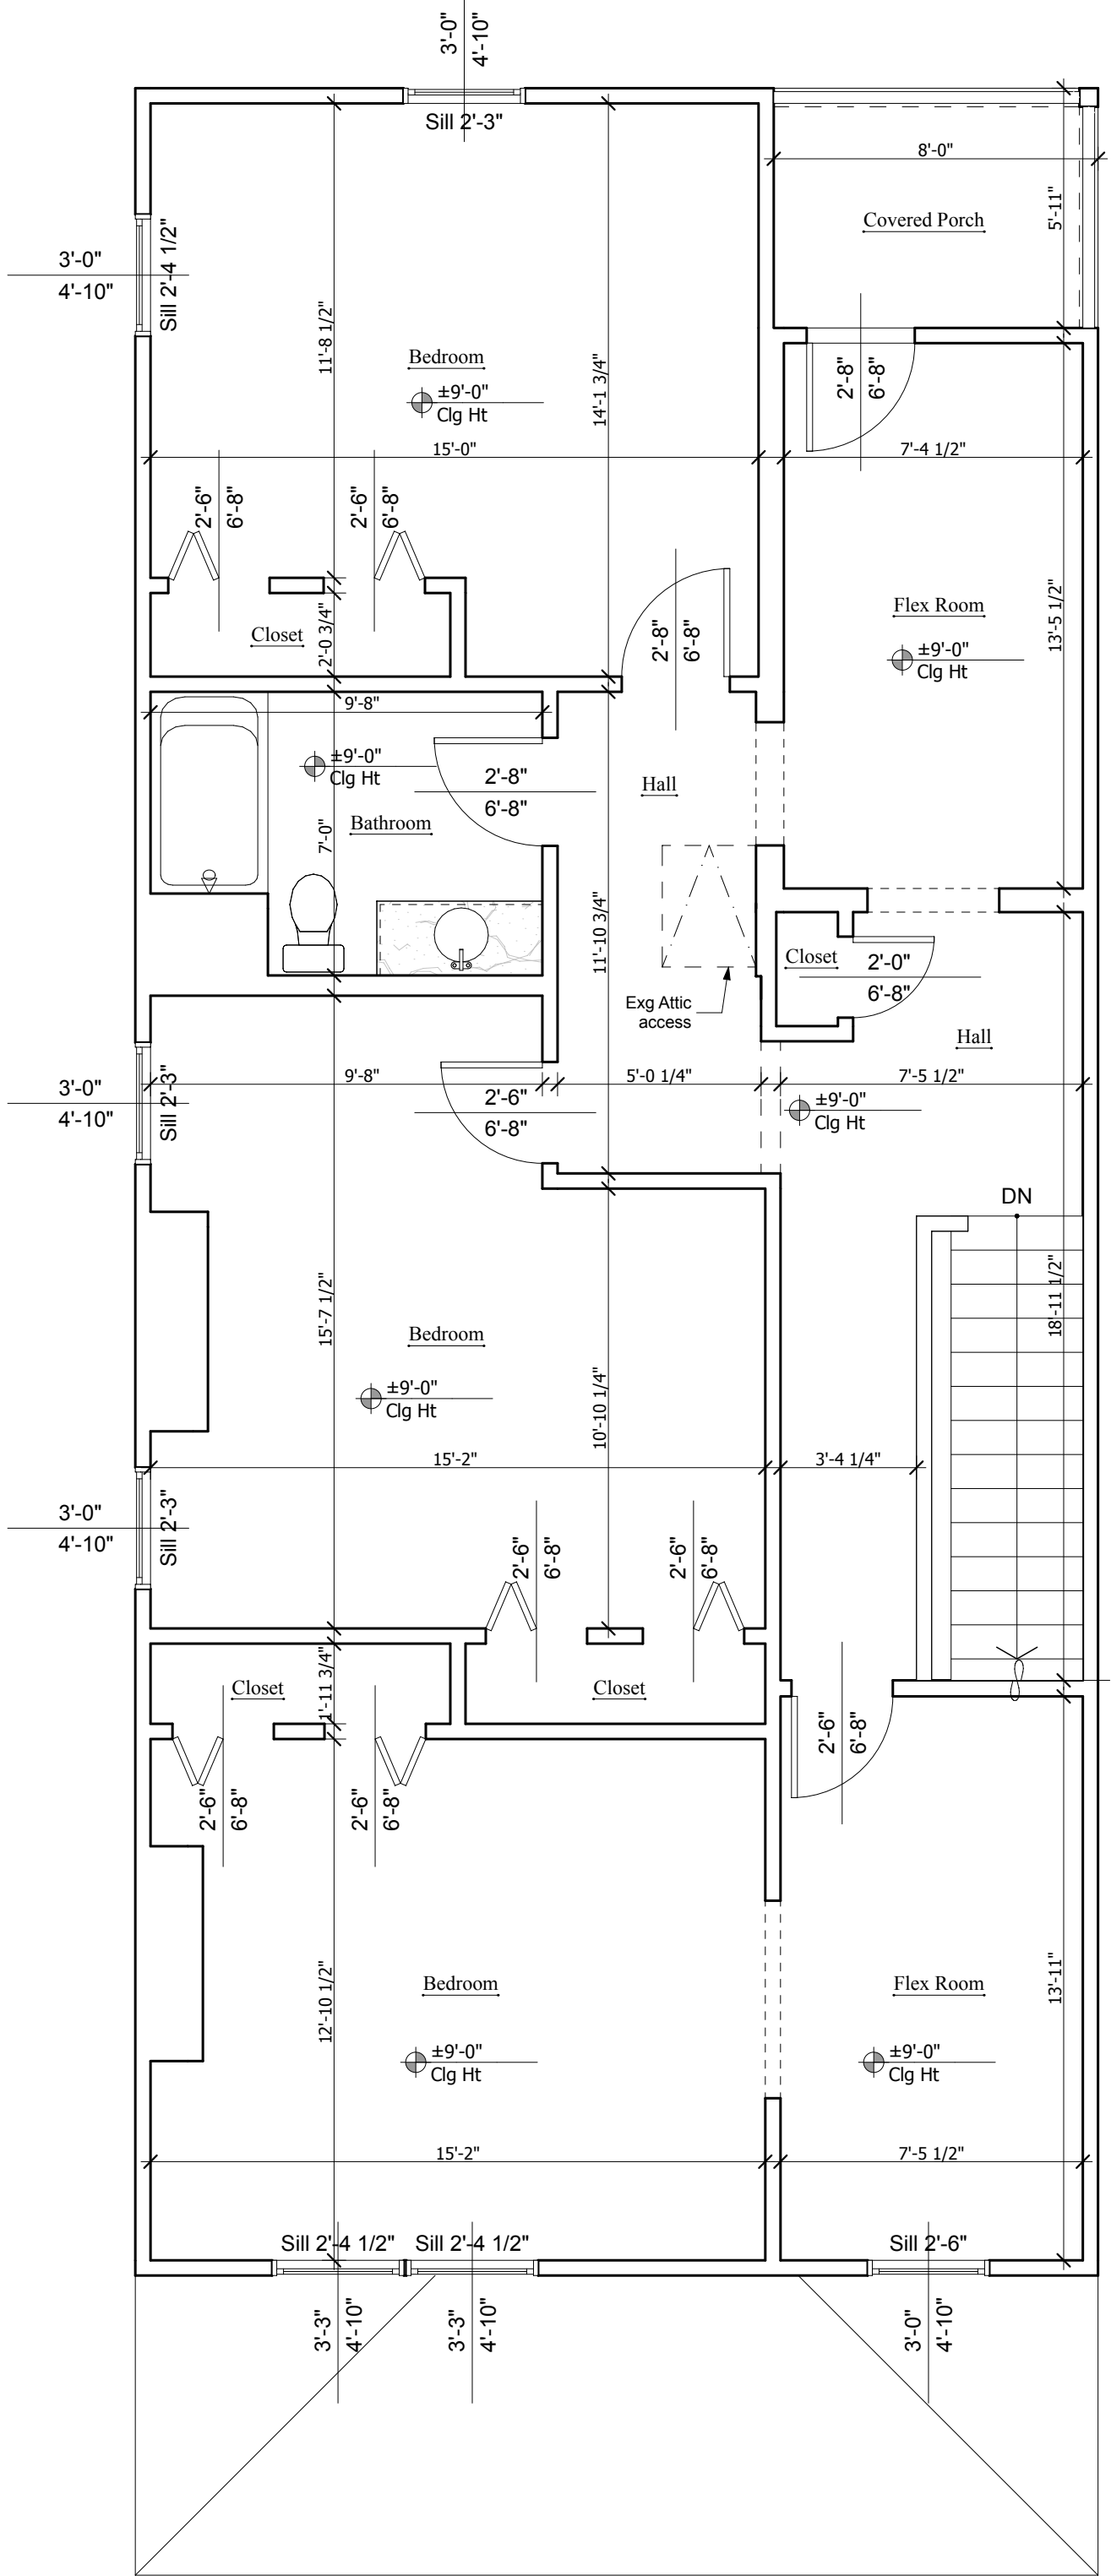 3'-0"
4'-10"
Sill 2'-3"
8'-0"
5'-11"
Covered Porch
3'-0"
4'-10"
Sill 2'-4 1/2"
11'-8 1/2"
14'-1 3/4"
Bedroom
±9'-0"
Clg Ht
2'-8"
6'-8"
15'-0"
7'-4 1/2"
2'-6"
6'-8"
2'-6"
6'-8"
Closet
2'-0 3/4"
2'-8"
6'-8"
Flex Room
±9'-0"
Clg Ht
13'-5 1/2"
9'-8"
±9'-0"
Clg Ht
2'-8"
6'-8"
Hall
Bathroom
7'-0"
11'-10 3/4"
Closet
2'-0"
6'-8"
Exg Attic
access
Hall
3'-0"
4'-10"
Sill 2'-3"
9'-8"
2'-6"
6'-8"
5'-0 1/4"
7'-5 1/2"
±9'-0"
Clg Ht
DN
15'-7 1/2"
18'-11 1/2"
Bedroom
±9'-0"
Clg Ht
10'-10 1/4"
15'-2"
3'-4 1/4"
3'-0"
4'-10"
Sill 2'-3"
2'-6"
6'-8"
2'-6"
6'-8"
Closet
1'-11 3/4"
Closet
2'-6"
6'-8"
2'-6"
6'-8"
2'-6"
6'-8"
12'-10 1/2"
Bedroom
±9'-0"
Clg Ht
Flex Room
±9'-0"
Clg Ht
13'-11"
15'-2"
7'-5 1/2"
Sill 2'-4 1/2"
Sill 2'-4 1/2"
Sill 2'-6"
3'-3"
4'-10"
3'-3"
4'-10"
3'-0"
4'-10"